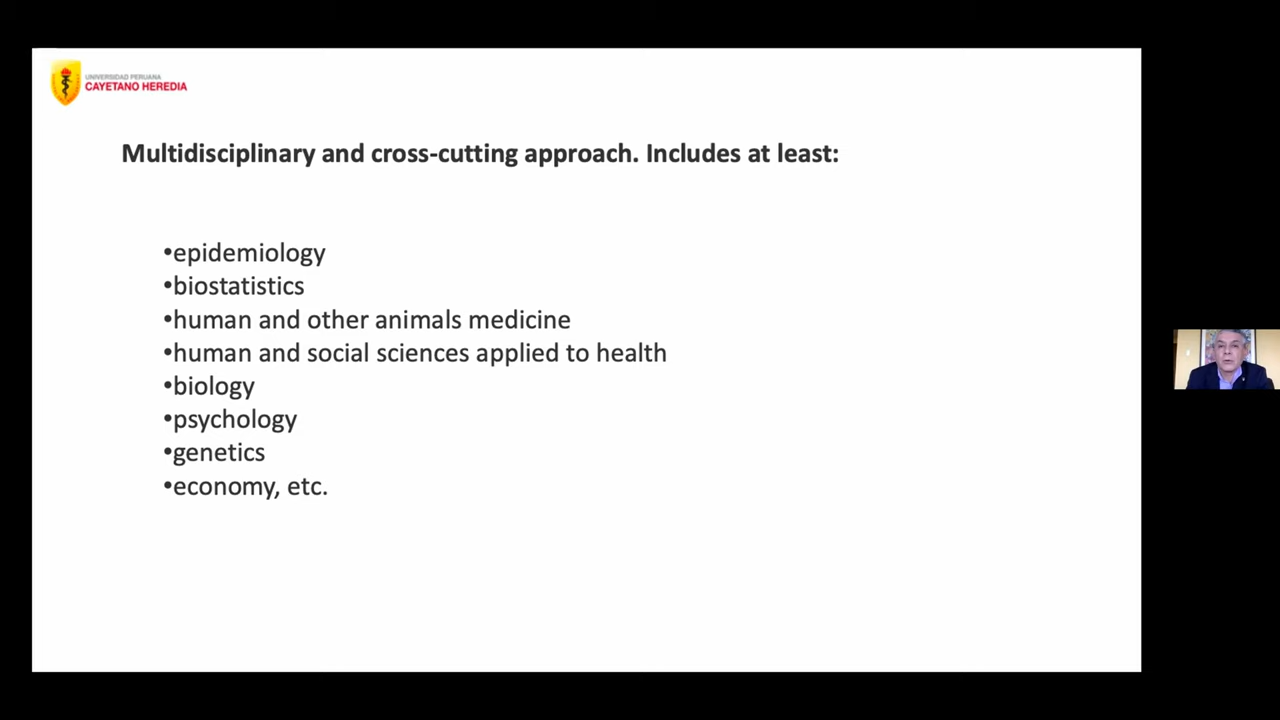 UNIVERSIDAD PERUANA
CAYETANO HEREDIA
Multidisciplinary and cross-cutting approach. Includes at least:
•epidemiology
•biostatistics
•human and other animals medicine
•human and social sciences applied to health
•biology
•psychology
•genetics
•economy, etc.